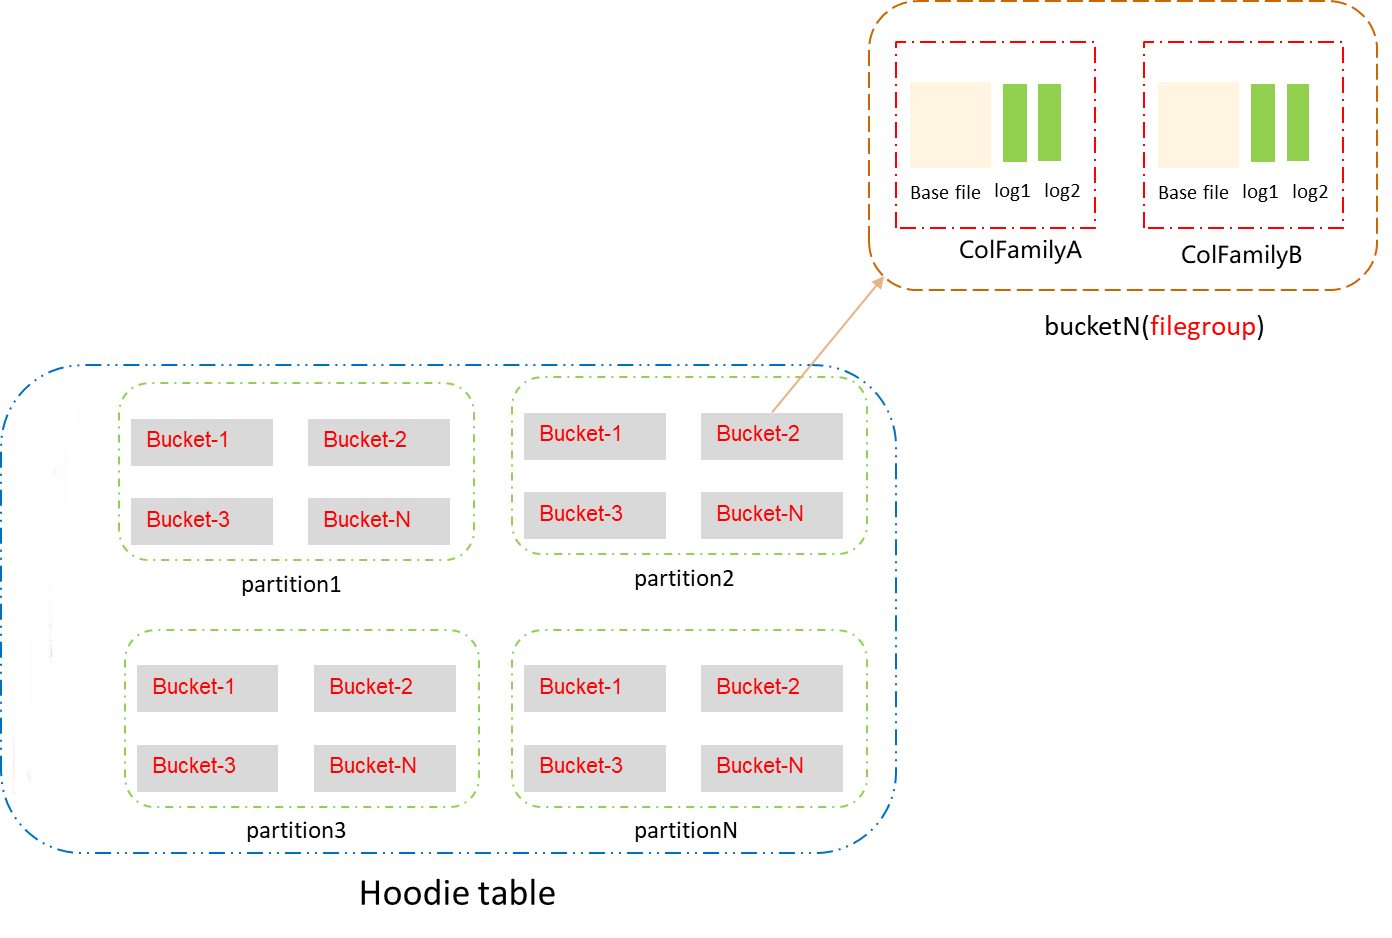 Base file log1 log2
Base file log1 log2
ColFamilyA
ColFamilyB
bucketN(filegroup)
Bucket-1
Bucket-2
Bucket-3
Bucket-N
partition1
Bucket-1
Bucket-2
Bucket-3
Bucket-N
partition2
Bucket-1
Bucket-2
Bucket-3
Bucket-N
partition3
Bucket-1
Bucket-2
Bucket-3
Bucket-N
partitionN
Hoodie table